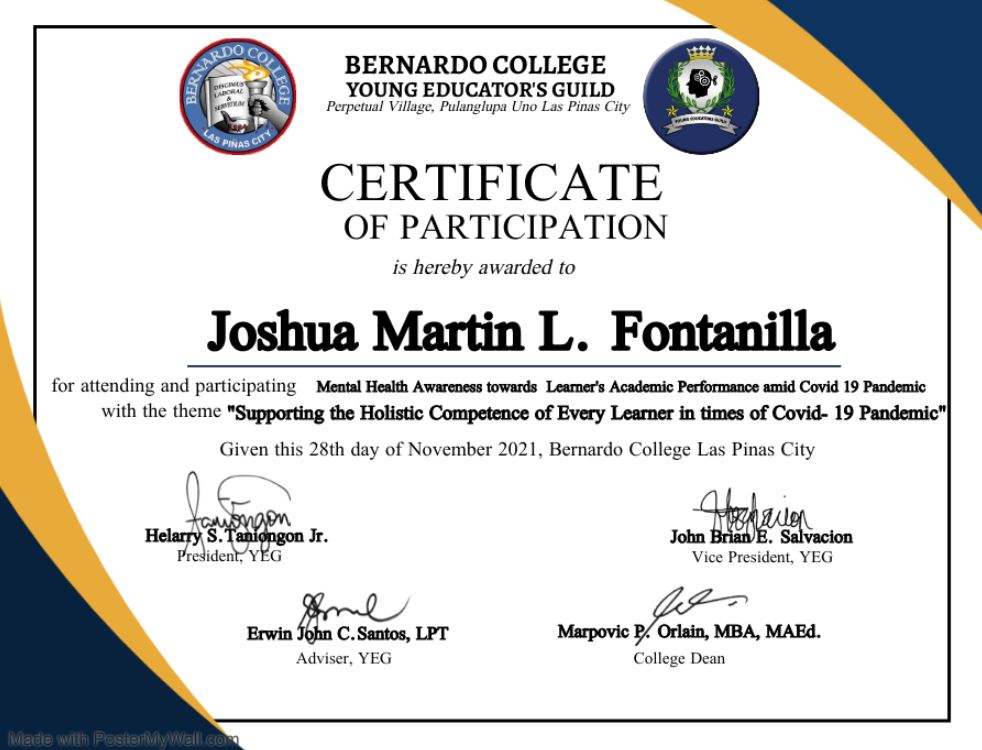 BERNARDO COLLEGE
LAS PIÑAS CITY
DISCIMUS
LABORAL
&
SERVITIUM
BERNARDO COLLEGE
YOUNG EDUCATOR'S GUILD
Perpetual Village, Pulanglupa Uno Las Pinas City
YOUNG EDUCATORS GUILD
CERTIFICATE
OF PARTICIPATION
is hereby awarded to
Joshua Martin L. Fontanilla
for attending and participating Mental Health Awareness towards Learner's Academic Performance amid Covid 19 Pandemic
with the theme "Supporting the Holistic Competence of Every Learner in times of Covid- 19 Pandemic"
Given this 28th day of November 2021, Bernardo College Las Pinas City
Helarry S. Taniongon Jr.
President, YEG
John Brian E. Salvacion
Vice President, YEG
Erwin John C. Santos, LPT
Adviser, YEG
Marpovic P. Orlain, MBA, MAEd.
College Dean
Made with PosterMyWall.com